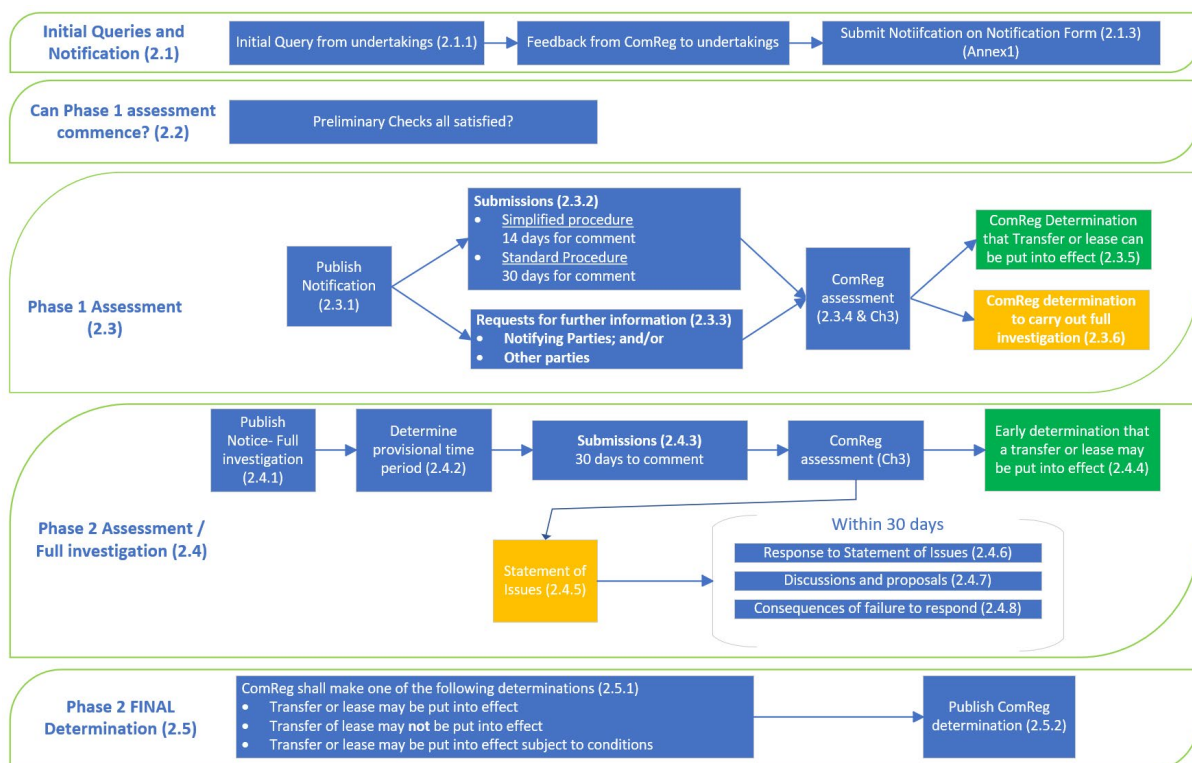 Initial Queries and
Notification (2.1)
Initial Query from undertakings (2.1.1)
Feedback from ComReg to undertakings
Submit Notiifcation on Notification Form (2.1.3)
(Annex1)
Can Phase 1 assessment
commence? (2.2)
Preliminary Checks all satisfied?
Phase 1 Assessment
(2.3)
Publish
Notification
(2.3.1)
Submissions (2.3.2)
• Simplified procedure
14 days for comment
• Standard Procedure
30 days for comment
Requests for further information (2.3.3)
• Notifying Parties; and/or
• Other parties
ComReg
assessment
(2.3.4 & Ch3)
ComReg Determination
that Transfer or lease can
be put into effect (2.3.5)
ComReg determination
to carry out full
investigation (2.3.6)
Phase 2 Assessment /
Full investigation (2.4)
Publish
Notice- Full
investigation
(2.4.1)
Determine
provisional time
period (2.4.2)
Submissions (2.4.3)
30 days to comment
ComReg
assessment (Ch3)
Early determination that
a transfer or lease may
be put into effect (2.4.4)
Statement of
Issues (2.4.5)
Within 30 days
Response to Statement of Issues (2.4.6)
Discussions and proposals (2.4.7)
Consequences of failure to respond (2.4.8)
Phase 2 FINAL
Determination (2.5)
ComReg shall make one of the following determinations (2.5.1)
• Transfer or lease may be put into effect
• Transfer of lease may not be put into effect
• Transfer or lease may be put into effect subject to conditions
Publish ComReg
determination (2.5.2)